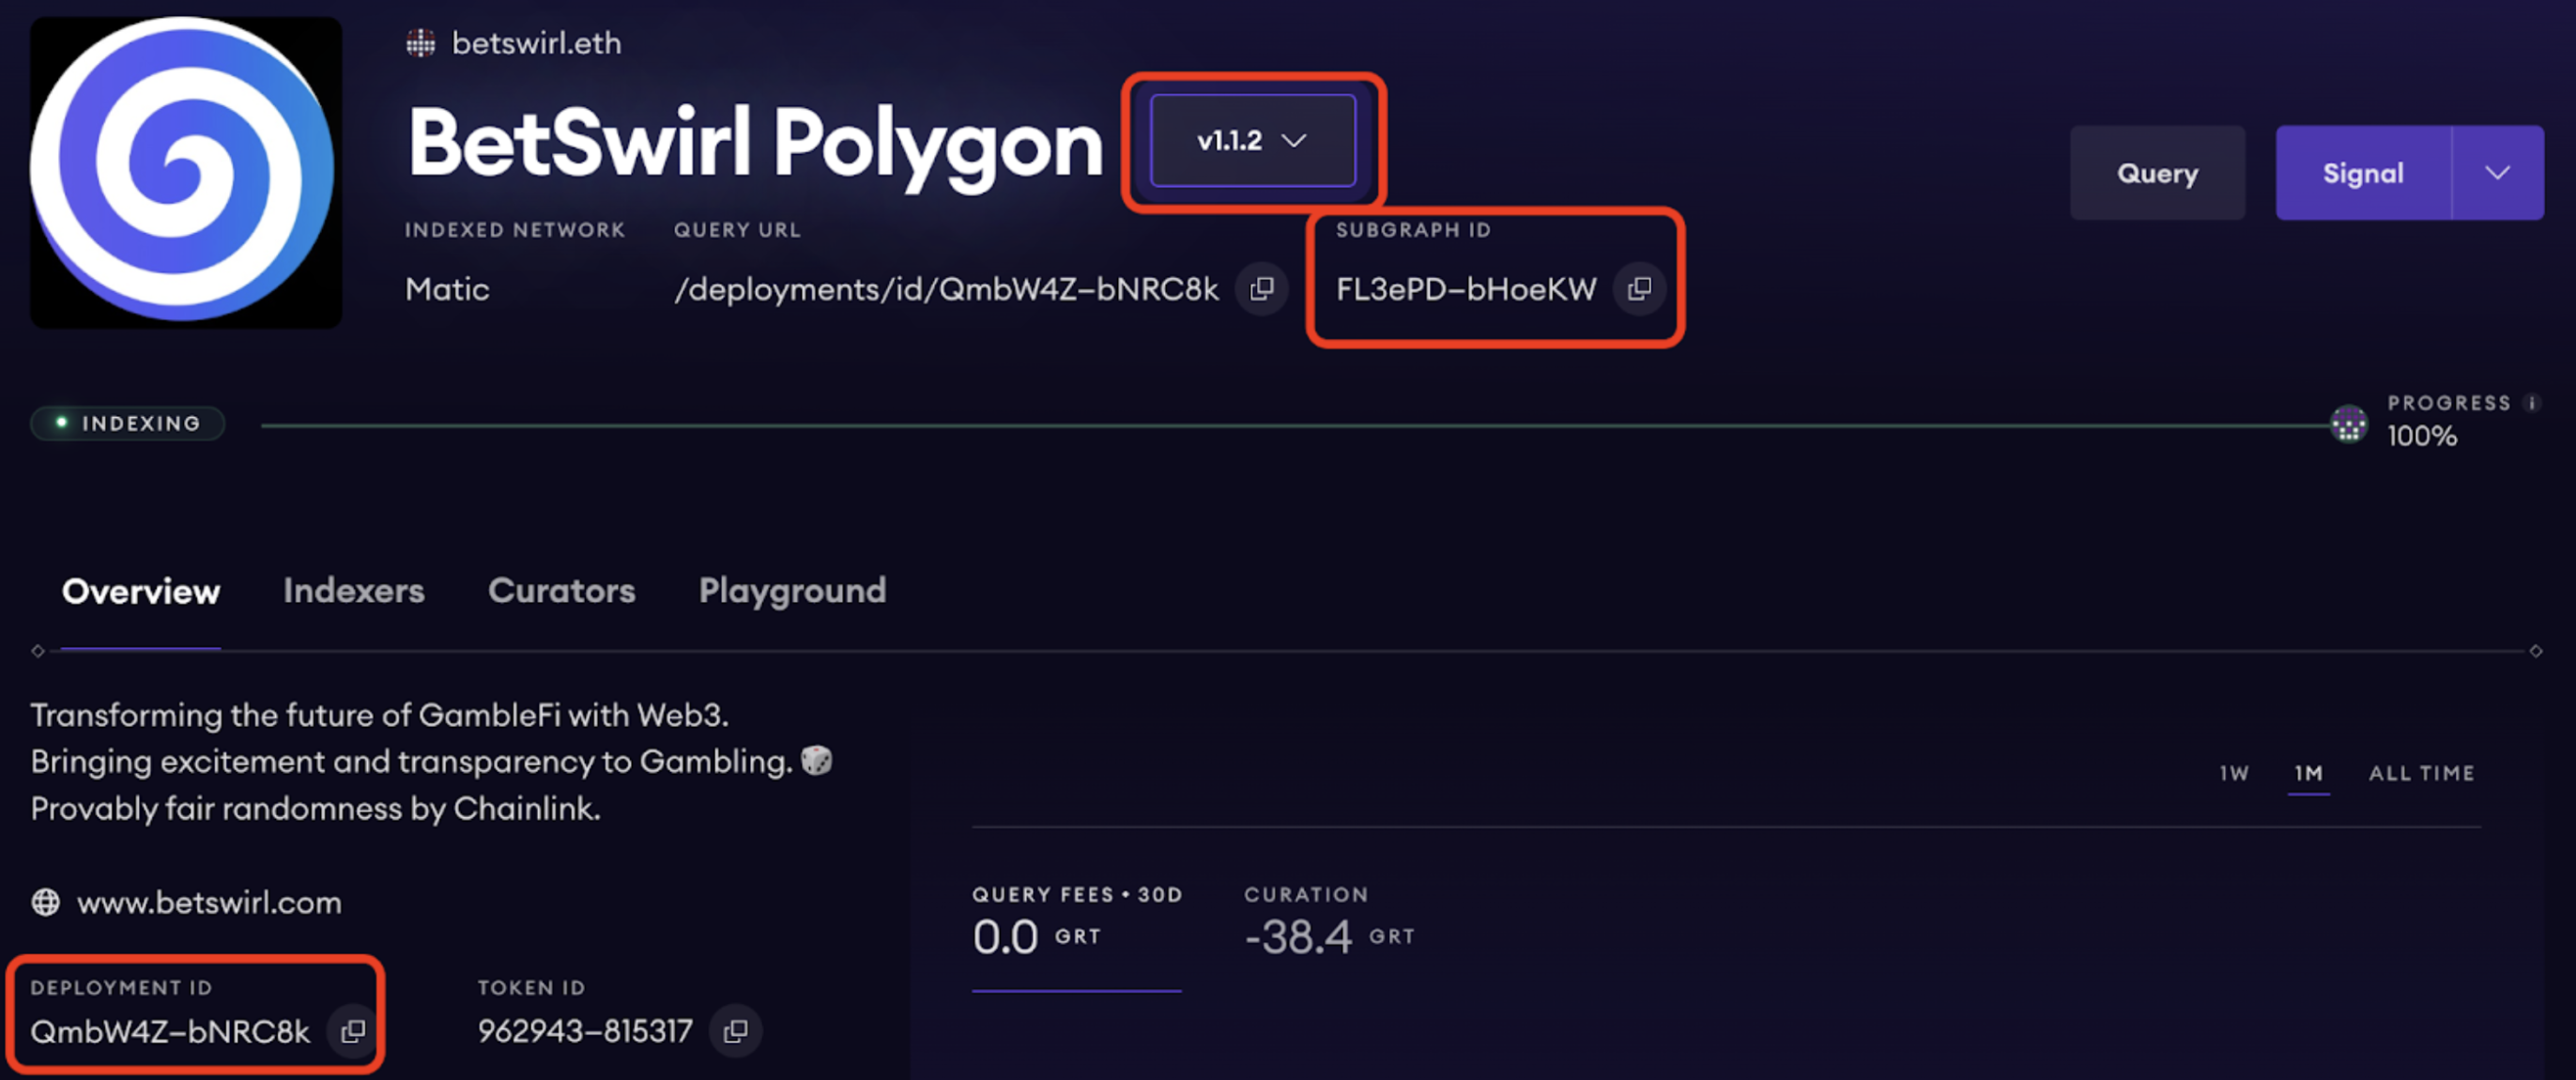 betswirl.eth
BetSwirl Polygon
v1.1.2
Query
Signal
INDEXED NETWORK
QUERY URL
SUBGRAPH ID
Matic
/deployments/id/QmbW4Z–bNRC8k
FL3ePD–bHoeKW
INDEXING
PROGRESS
100%
Overview
Indexers
Curators
Playground
Transforming the future of GambleFi with Web3.
Bringing excitement and transparency to Gambling. 🎲
Provably fair randomness by Chainlink.
www.betswirl.com
DEPLOYMENT ID
QmbW4Z–bNRC8k
TOKEN ID
962943–815317
1W
1M
ALL TIME
QUERY FEES • 30D
0.0 GRT
CURATION
-38.4 GRT